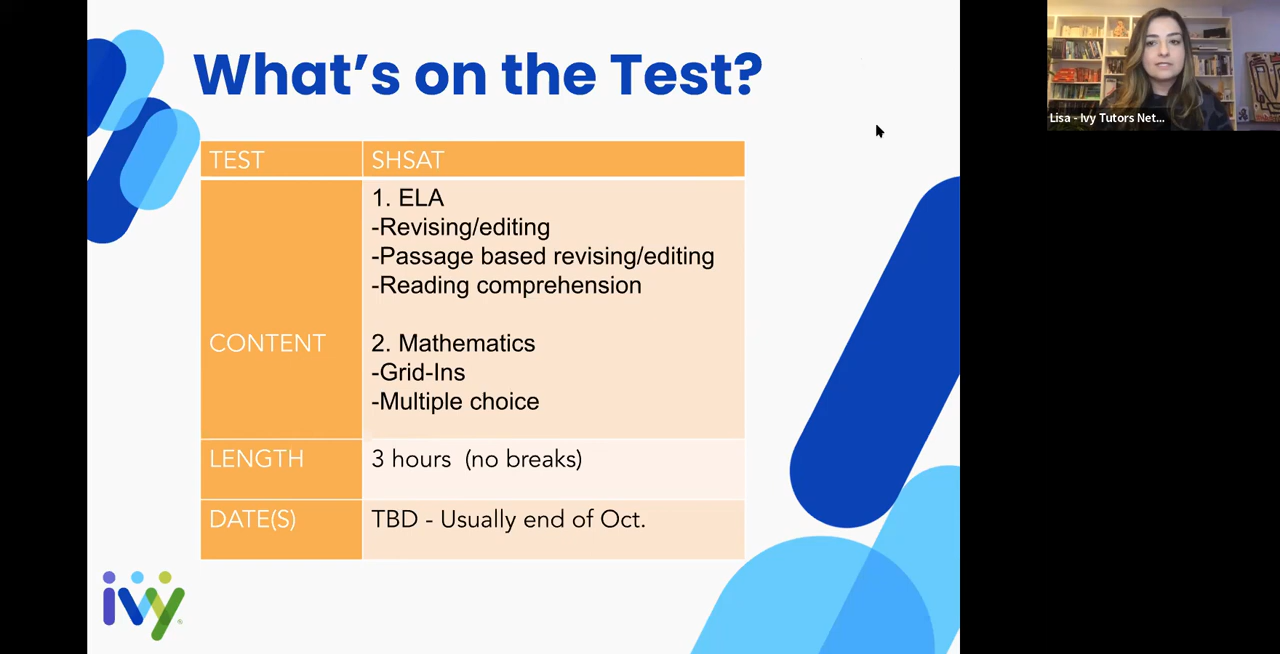 What's on the Test?
TEST
SHSAT
CONTENT
1. ELA
-Revising/editing
-Passage based revising/editing
-Reading comprehension
2. Mathematics
-Grid-Ins
-Multiple choice
LENGTH
3 hours (no breaks)
DATE(S)
TBD - Usually end of Oct.
ivy
Lisa - Ivy Tutors Net...